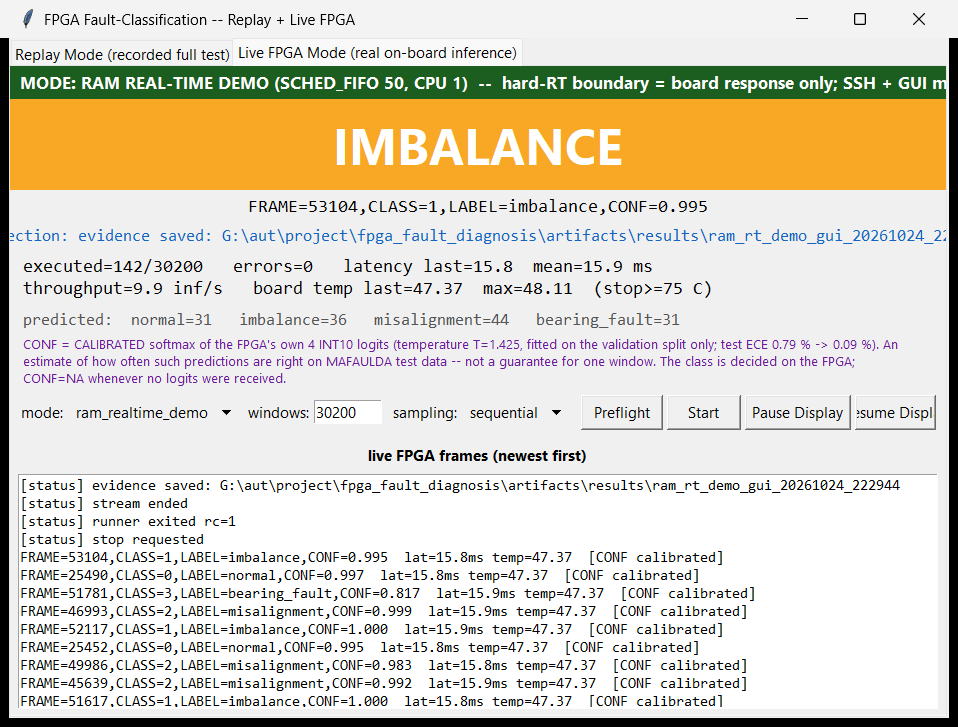 FPGA Fault-Classification -- Replay + Live FPGA
Replay Mode (recorded full test) Live FPGA Mode (real on-board inference)
MODE: RAM REAL-TIME DEMO (SCHED_FIFO 50, CPU 1) -- hard-RT boundary = board response only; SSH + GUI m
IMBALANCE
FRAME=53104,CLASS=1,LABEL=imbalance,CONF=0.995
ection: evidence saved: G:\aut\project\fpga_fault_diagnosis\artifacts\results\ram_rt_demo_gui_20261024_22
executed=142/30200 errors=0 latency last=15.8 mean=15.9 ms
throughput=9.9 inf/s board temp last=47.37 max=48.11 (stop>=75 C)
predicted: normal=31 imbalance=36 misalignment=44 bearing_fault=31
CONF = CALIBRATED softmax of the FPGA's own 4 INT10 logits (temperature T=1.425, fitted on the validation split only; test ECE 0.79 % -> 0.09 %). An
estimate of how often such predictions are right on MAFAULDA test data -- not a guarantee for one window. The class is decided on the FPGA;
CONF=NA whenever no logits were received.
mode: ram_realtime_demo windows: 30200 sampling: sequential Preflight Start Pause Display esume Displ
live FPGA frames (newest first)
[status] evidence saved: G:\aut\project\fpga_fault_diagnosis\artifacts\results\ram_rt_demo_gui_20261024_222944
[status] stream ended
[status] runner exited rc=1
[status] stop requested
FRAME=53104,CLASS=1,LABEL=imbalance,CONF=0.995 lat=15.8ms temp=47.37 [CONF calibrated]
FRAME=25490,CLASS=0,LABEL=normal,CONF=0.997 lat=15.8ms temp=47.37 [CONF calibrated]
FRAME=51781,CLASS=3,LABEL=bearing_fault,CONF=0.817 lat=15.9ms temp=47.37 [CONF calibrated]
FRAME=46993,CLASS=2,LABEL=misalignment,CONF=0.999 lat=15.8ms temp=47.37 [CONF calibrated]
FRAME=52117,CLASS=1,LABEL=imbalance,CONF=1.000 lat=15.9ms temp=47.37 [CONF calibrated]
FRAME=25452,CLASS=0,LABEL=normal,CONF=0.995 lat=15.8ms temp=47.37 [CONF calibrated]
FRAME=49986,CLASS=2,LABEL=misalignment,CONF=0.983 lat=15.8ms temp=47.37 [CONF calibrated]
FRAME=45639,CLASS=2,LABEL=misalignment,CONF=0.992 lat=15.9ms temp=47.37 [CONF calibrated]
FRAME=51617,CLASS=1,LABEL=imbalance,CONF=1.000 lat=15.8ms temp=47.37 [CONF calibrated]